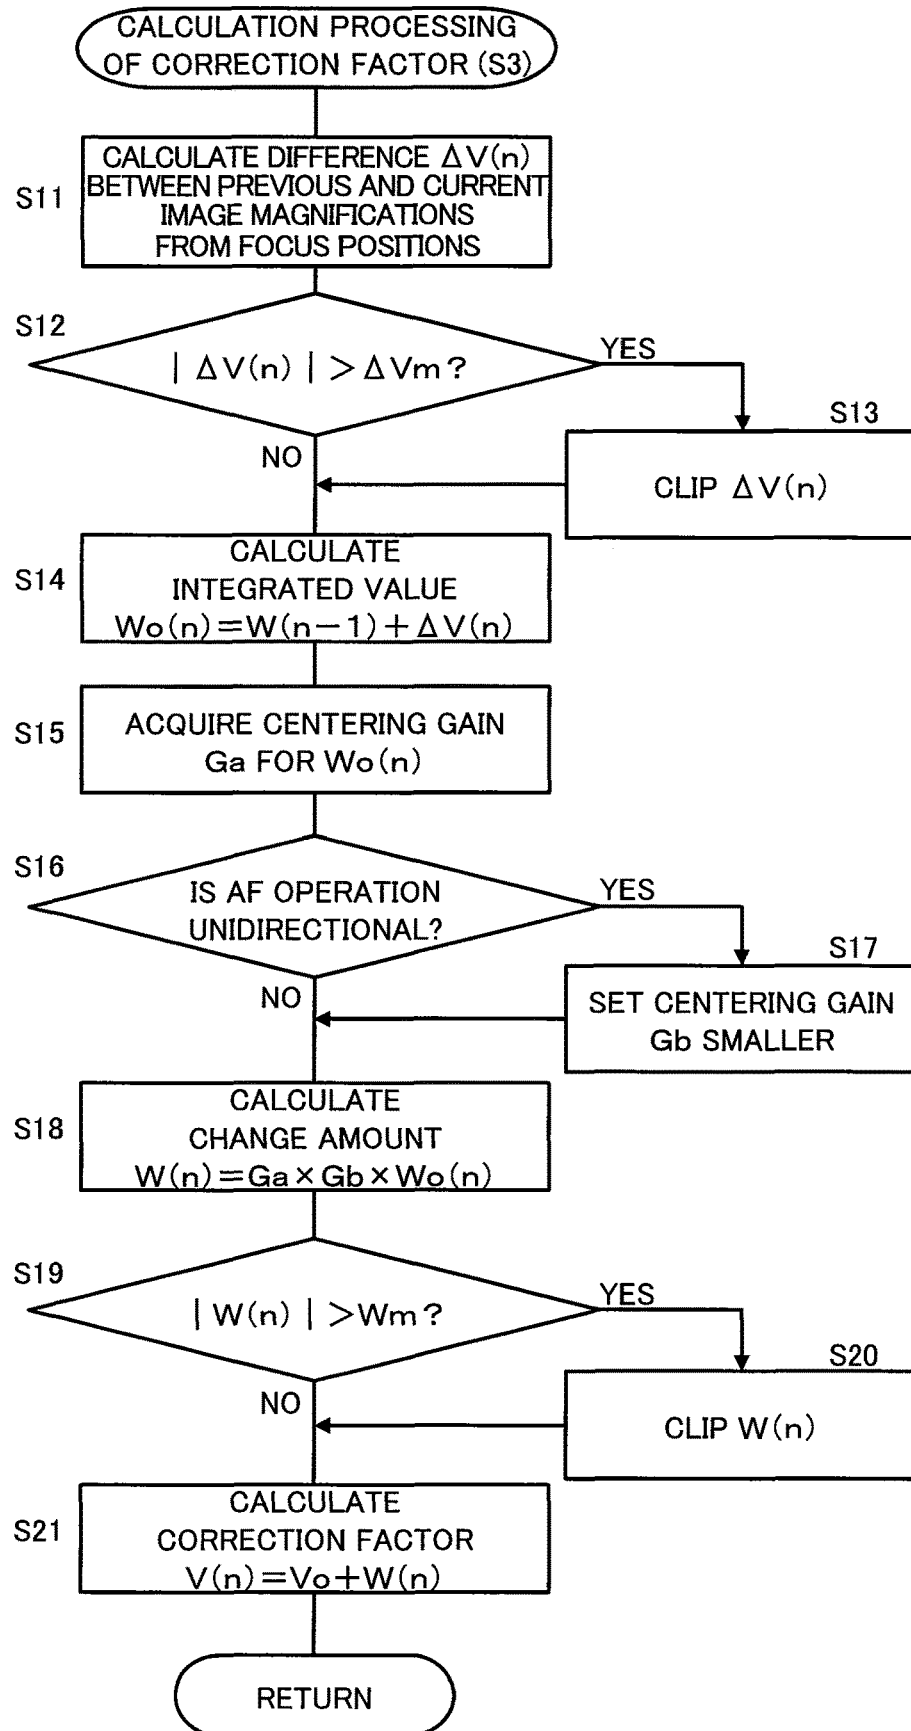 CALCULATION PROCESSING
OF CORRECTION FACTOR (S3)
S11
CALCULATE DIFFERENCE ΔV(n)
BETWEEN PREVIOUS AND CURRENT
IMAGE MAGNIFICATIONS
FROM FOCUS POSITIONS
S12
| ΔV(n) | > ΔVm?
YES
NO
S13
CLIP ΔV(n)
S14
CALCULATE
INTEGRATED VALUE
Wo(n)=W(n-1)+ΔV(n)
S15
ACQUIRE CENTERING GAIN
Ga FOR Wo(n)
S16
IS AF OPERATION
UNIDIRECTIONAL?
YES
NO
S17
SET CENTERING GAIN
Gb SMALLER
S18
CALCULATE
CHANGE AMOUNT
W(n)=Ga×Gb×Wo(n)
S19
| W(n) | >Wm?
YES
NO
S20
CLIP W(n)
S21
CALCULATE
CORRECTION FACTOR
V(n)=Vo+W(n)
RETURN